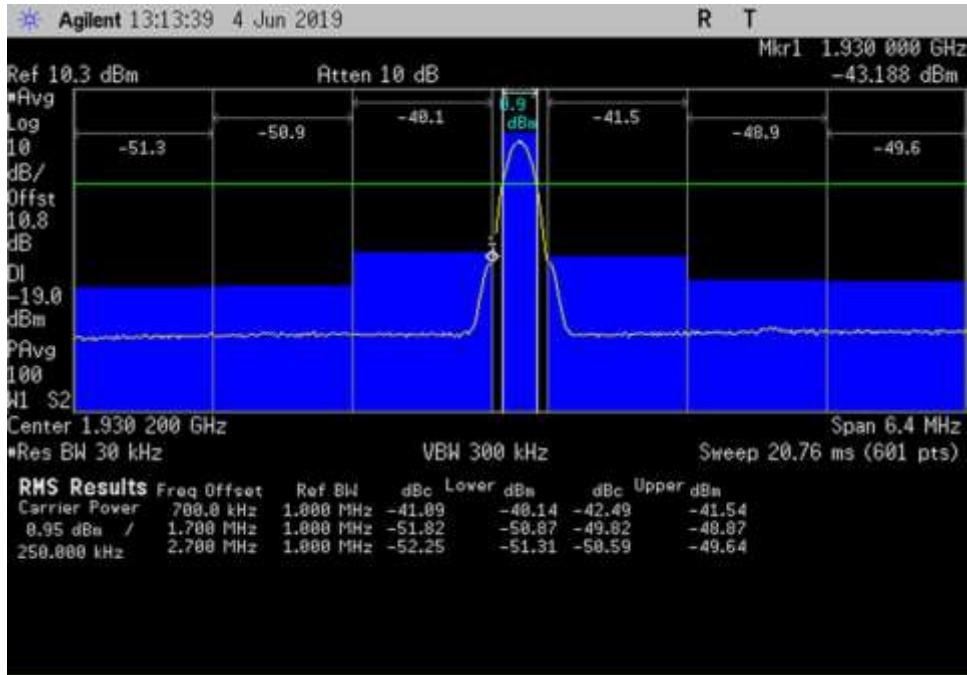 Agilent 13:13:39 4 Jun 2019 R T
Mkr1 1.930 000 GHz
Ref 10.3 dBm Atten 10 dB -43.188 dBm
*Avg
Log
10
dB/
Offst
10.8
dB
DI
-19.0
dBm
PAvg
100
W1 S2
-51.3 -50.9 -40.1 0.9 dBm -41.5 -48.9 -49.6
1
Center 1.930 200 GHz Span 6.4 MHz
*Res BW 30 kHz VBW 300 kHz Sweep 20.76 ms (601 pts)
RMS Results Freq Offset Ref BW dBc Lower dBm dBc Upper dBm
Carrier Power 700.0 kHz 1.000 MHz -41.09 -40.14 -42.49 -41.54
0.95 dBm / 1.700 MHz 1.000 MHz -51.82 -50.87 -49.82 -48.87
250.000 kHz 2.700 MHz 1.000 MHz -52.25 -51.31 -50.59 -49.64